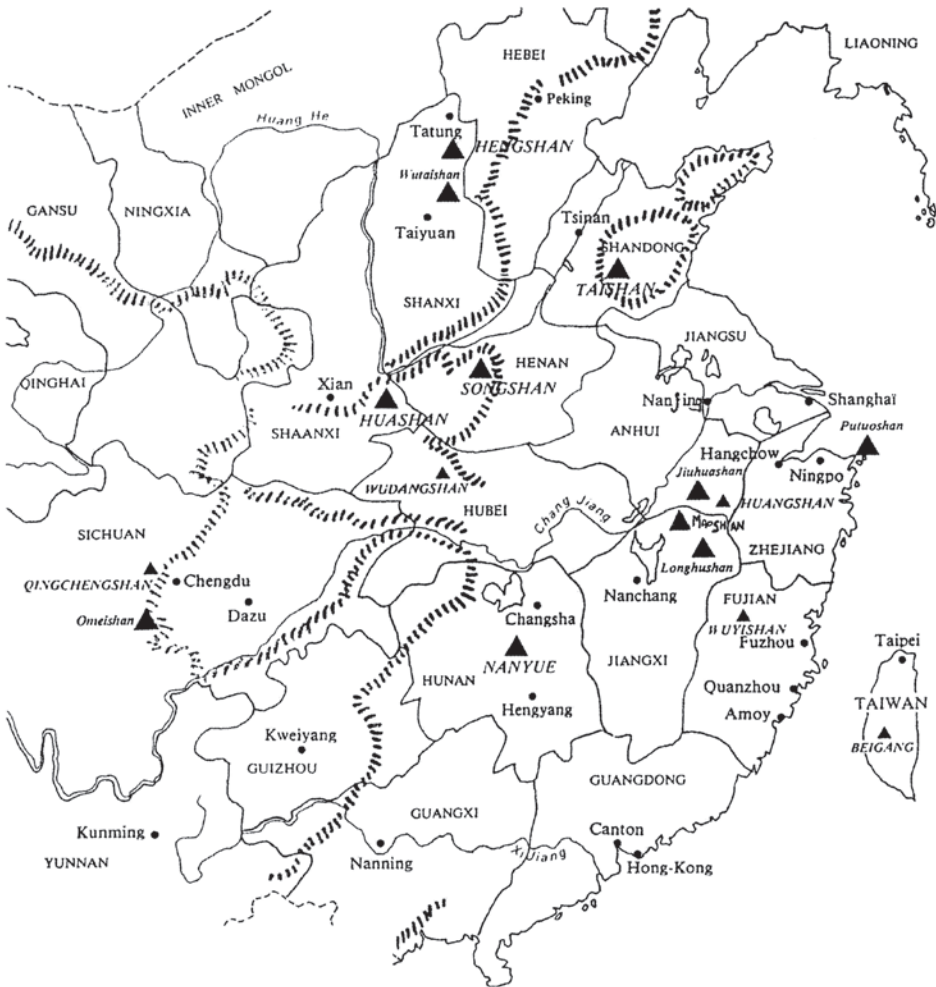 HEBEI
LIAONING
INNER MONGOL
Peking
Huang He
Tatung
HENGSHAN
Wutaishan
GANSU
NINGXIA
Taiyuan
Tsinan
SHANDONG
TAISHAN
SHANXI
JIANGSU
QINGHAI
HENAN
Xian
SONGSHAN
Nanjing
Shanghaï
HUASHAN
SHAANXI
ANHUI
Putuoshan
Hangchow
Ningpo
Jiuhuashan
WUDANGSHAN
HUANGSHAN
HUBEI
Chang Jiang
MaoSHAN
SICHUAN
ZHEJIANG
Longhushan
QINGCHENGSHAN
Chengdu
Nanchang
Dazu
Changsha
FUJIAN
Omeishan
WUYISHAN
Fuzhou
Taipei
NANYUE
JIANGXI
HUNAN
Quanzhou
TAIWAN
Hengyang
Amoy
Kweiyang
BEIGANG
GUIZHOU
GUANGDONG
GUANGXI
Kunming
Canton
YUNNAN
Nanning
Xi Jiang
Hong-Kong